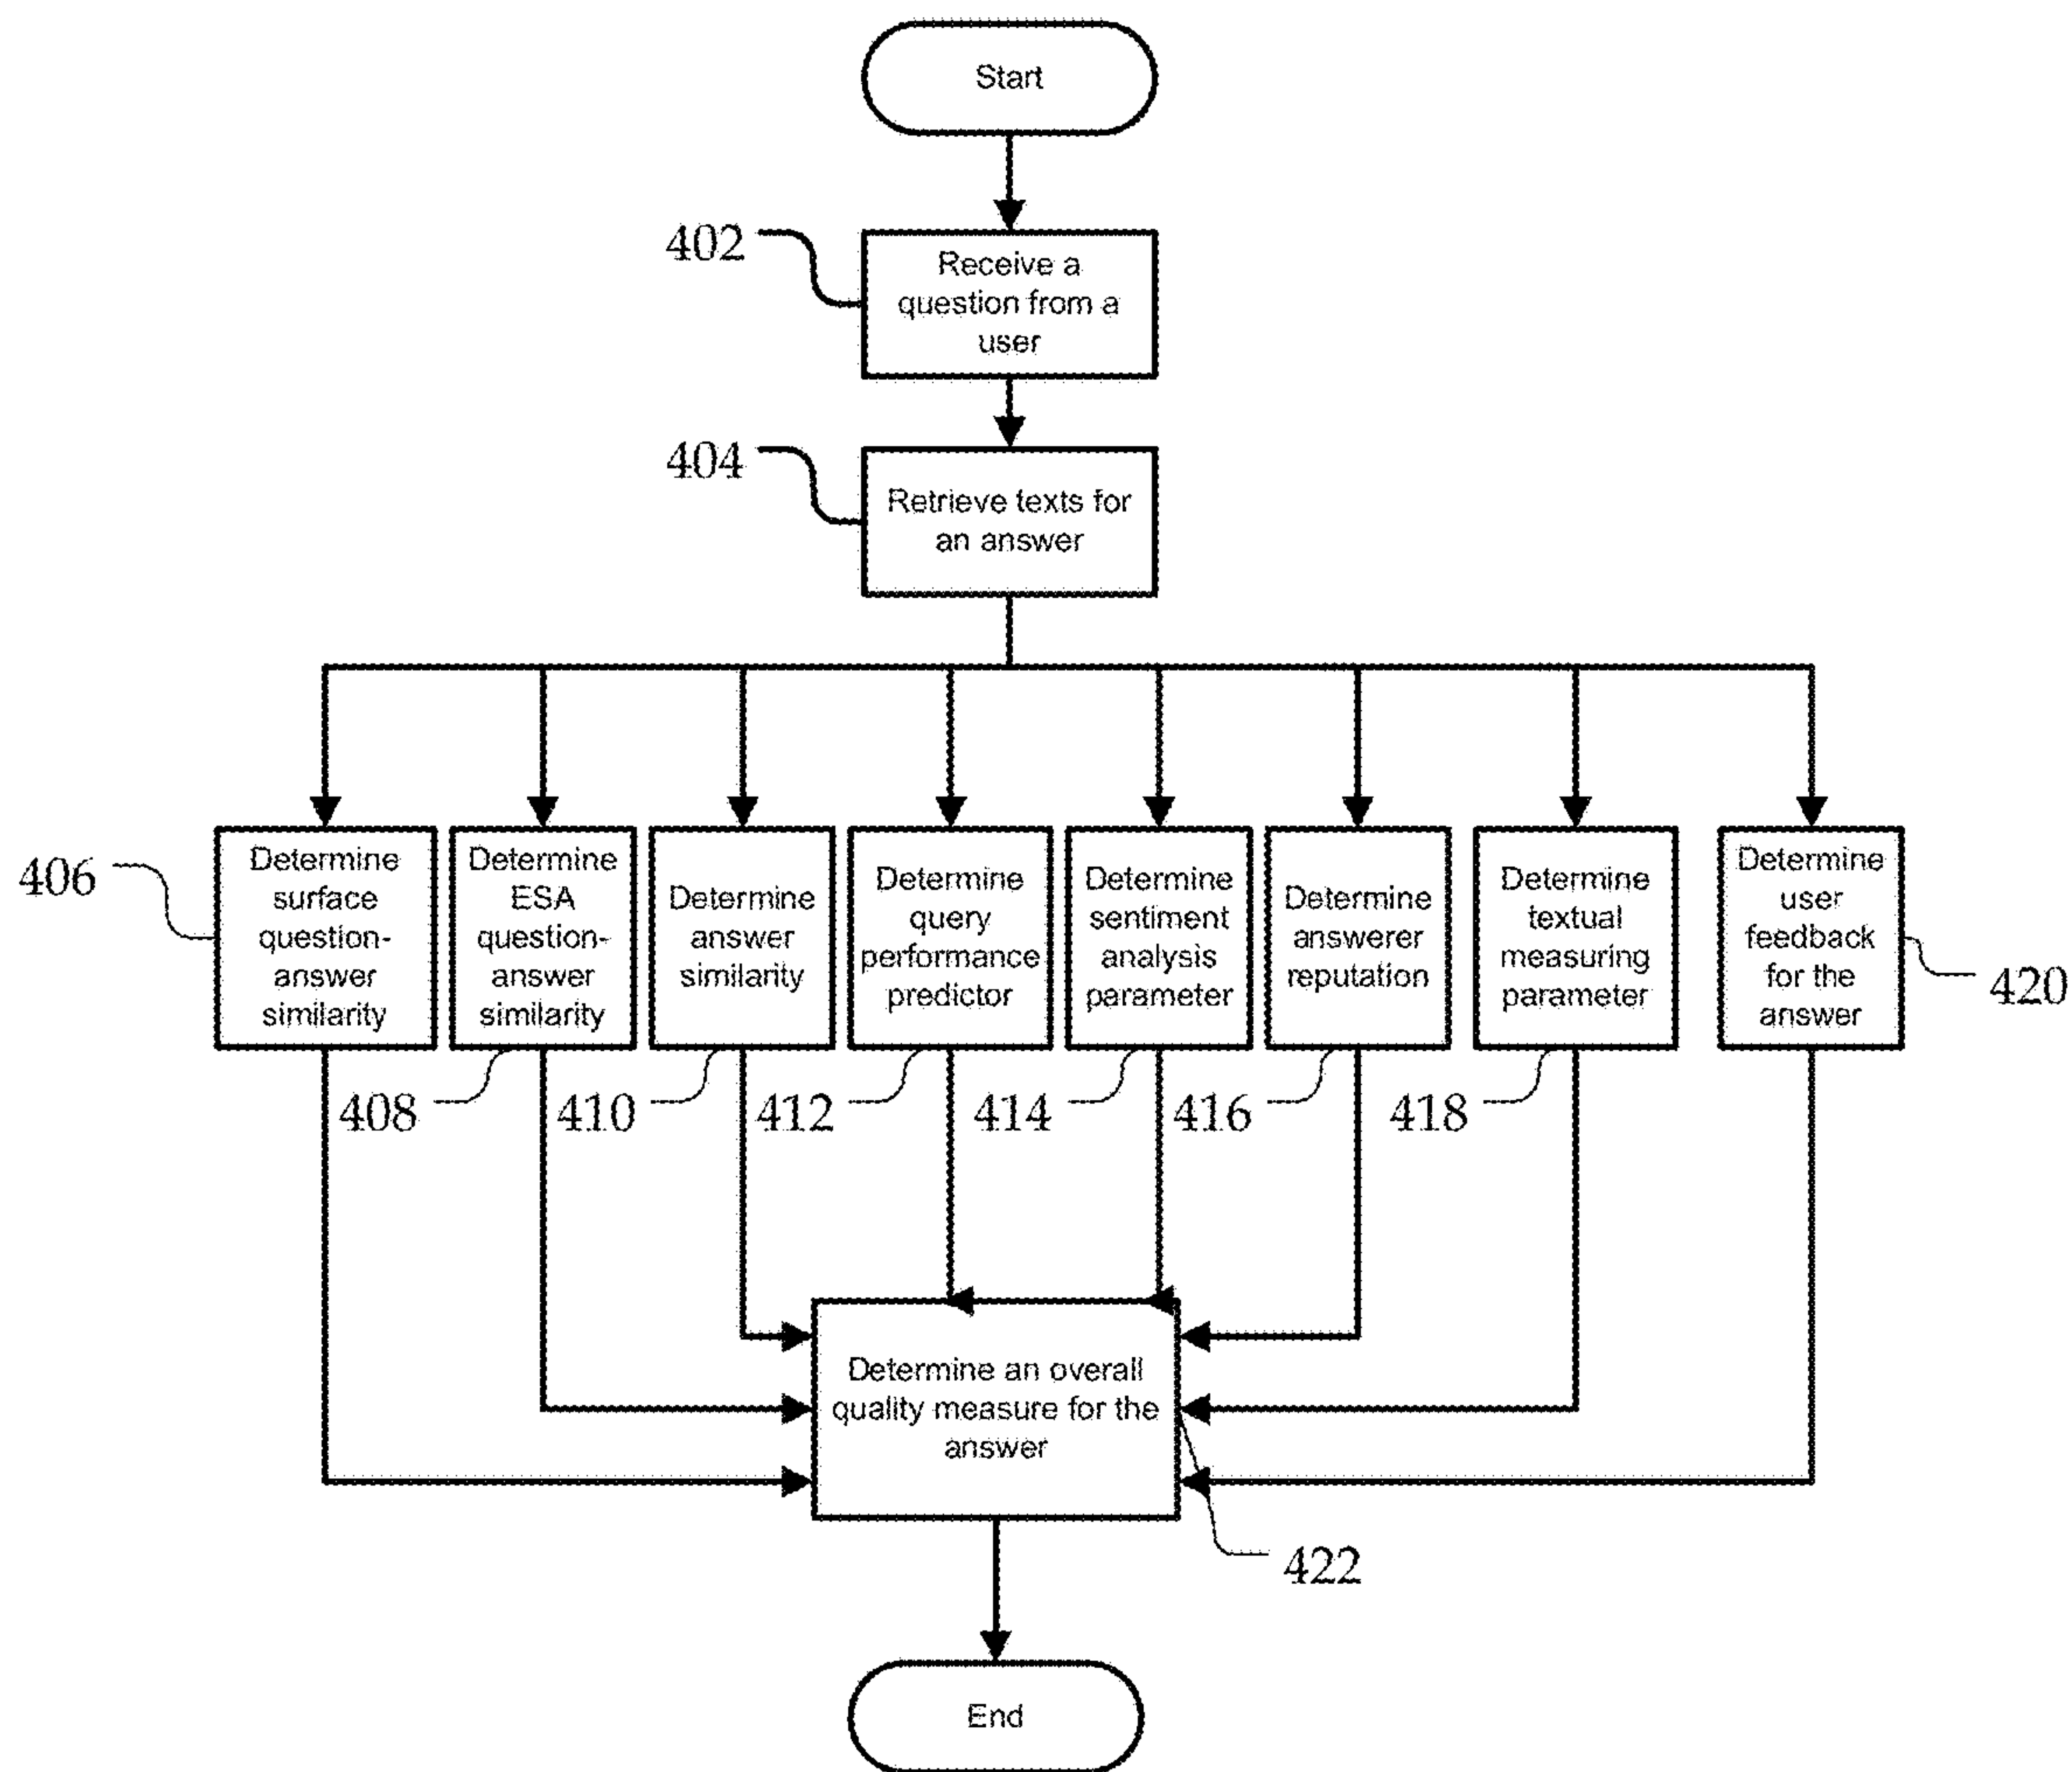 Start
402
Receive a
question from a
user
404
Retrieve texts for
an answer
406
Determine
surface
question-
answer
similarity
Determine
ESA
question-
answer
similarity
Determine
answer
similarity
Determine
query
performance
predictor
Determine
sentiment
analysis
parameter
Determine
answerer
reputation
Determine
textual
measuring
parameter
Determine
user
feedback
for the
answer
420
408
410
412
414
416
418
Determine an overall
quality measure for the
answer
422
End